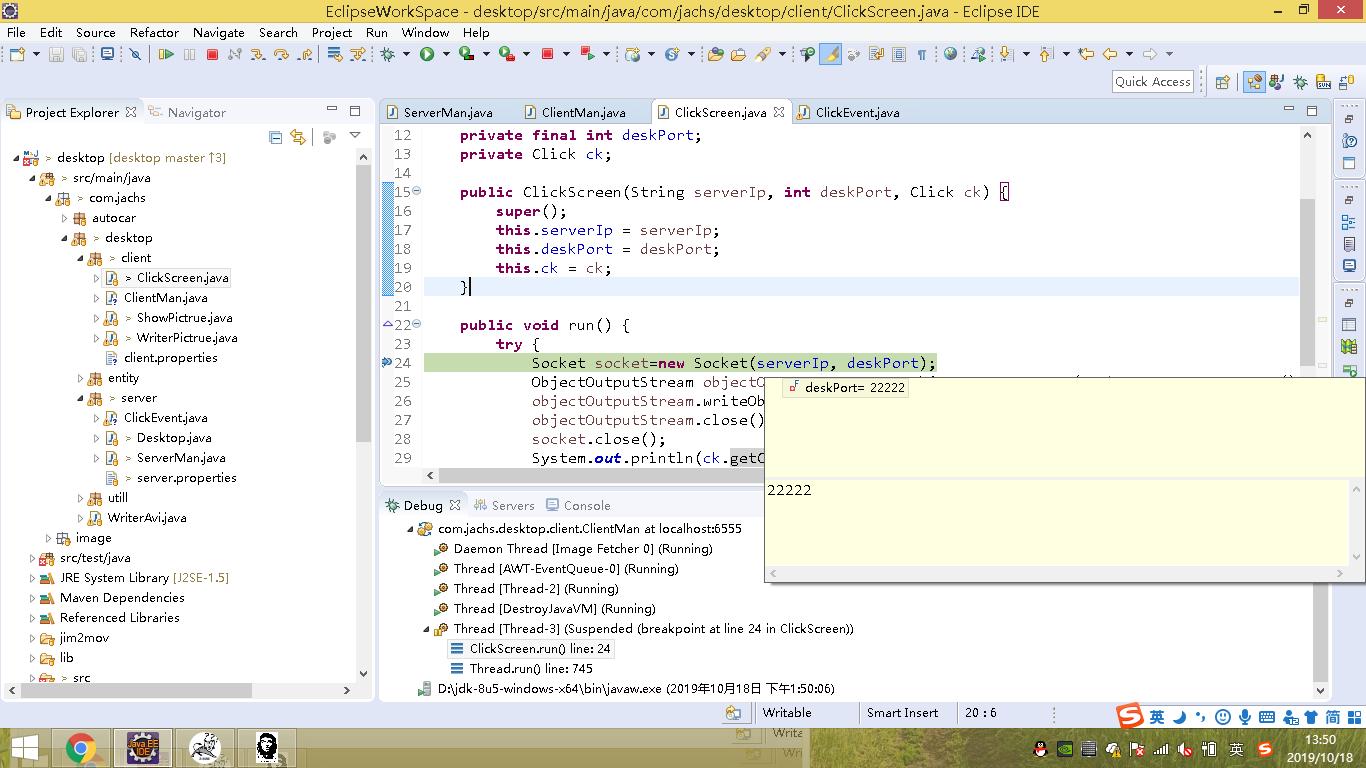 EclipseWorkSpace - desktop/src/main/java/com/jachs/desktop/client/ClickScreen.java - Eclipse IDE
File Edit Source Refactor Navigate Search Project Run Window Help
Quick Access
Project Explorer Navigator
> desktop [desktop master ↑3]
> src/main/java
> com.jachs
autocar
> desktop
> client
> ClickScreen.java
ClientMan.java
> ShowPictrue.java
> WriterPictrue.java
client.properties
entity
> server
ClickEvent.java
> Desktop.java
> ServerMan.java
> server.properties
utill
WriterAvi.java
image
src/test/java
JRE System Library [J2SE-1.5]
Maven Dependencies
Referenced Libraries
jim2mov
lib
> src
ServerMan.java ClientMan.java ClickScreen.java ClickEvent.java
12 private final int deskPort;
13 private Click ck;
14
15 public ClickScreen(String serverIp, int deskPort, Click ck) {
16 super();
17 this.serverIp = serverIp;
18 this.deskPort = deskPort;
19 this.ck = ck;
20 }
21
22 public void run() {
23 try {
24 Socket socket=new Socket(serverIp, deskPort);
25 ObjectOutputStream objectO
26 objectOutputStream.writeOb
27 objectOutputStream.close()
28 socket.close();
29 System.out.println(ck.getC
deskPort= 22222
22222
Debug Servers Console
com.jachs.desktop.client.ClientMan at localhost:6555
Daemon Thread [Image Fetcher 0] (Running)
Thread [AWT-EventQueue-0] (Running)
Thread [Thread-2] (Running)
Thread [DestroyJavaVM] (Running)
Thread [Thread-3] (Suspended (breakpoint at line 24 in ClickScreen))
ClickScreen.run() line: 24
Thread.run() line: 745
D:\jdk-8u5-windows-x64\bin\javaw.exe (2019年10月18日 下午1:50:06)
Writable Smart Insert 20 : 6
英 简
Java EE
IDE
英
13:50
2019/10/18